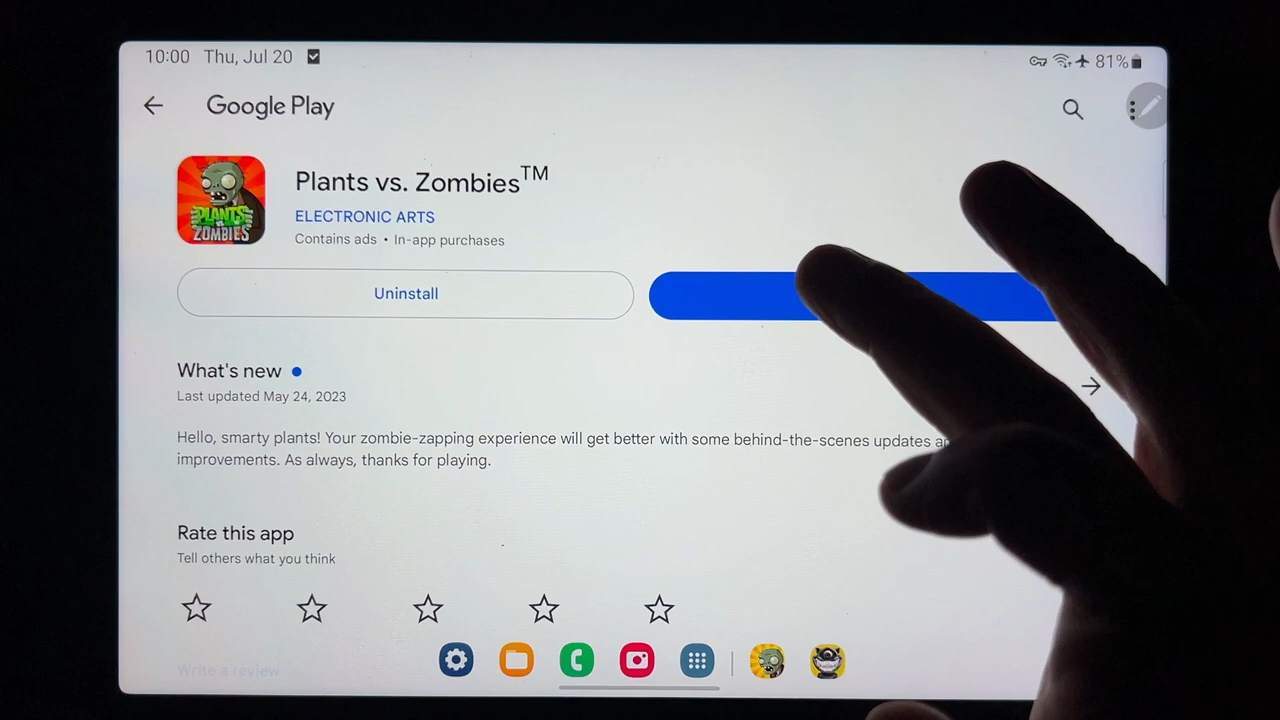 10:00 Thu, Jul 20
81%
Google Play
Plants vs. Zombies™
ELECTRONIC ARTS
Contains ads • In-app purchases
PLANTS
VS.
ZOMBIES
Uninstall
What's new
Last updated May 24, 2023
Hello, smarty plants! Your zombie-zapping experience will get better with some behind-the-scenes updates
improvements. As always, thanks for playing.
Rate this app
Tell others what you think
Write a review